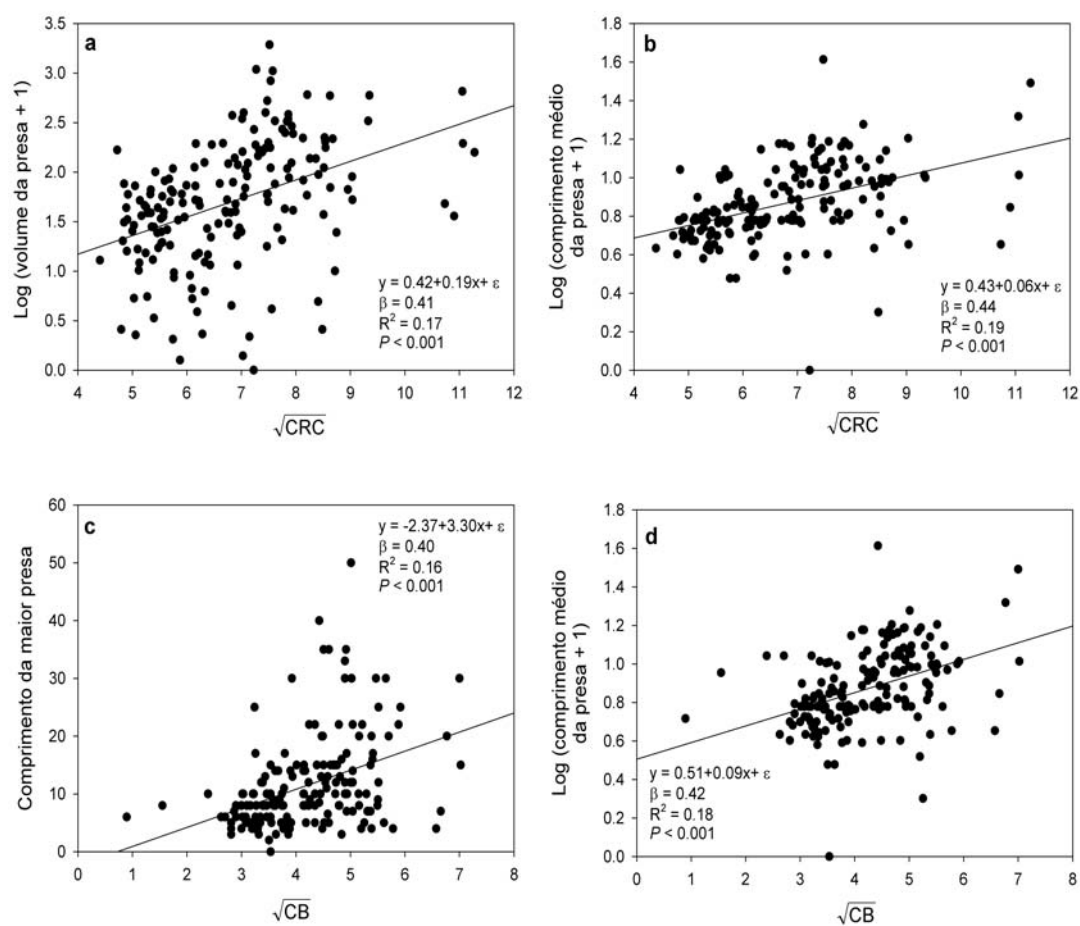 a
Log (volume da presa + 1)
3.5
3.0
2.5
2.0
1.5
1.0
0.5
0.0
y = 0.42+0.19x+ ε
β = 0.41
R² = 0.17
P < 0.001
4 5 6 7 8 9 10 11 12
√CRC
b
Log (comprimento médio
da presa + 1)
1.8
1.6
1.4
1.2
1.0
0.8
0.6
0.4
0.2
0.0
y = 0.43+0.06x+ ε
β = 0.44
R² = 0.19
P < 0.001
4 5 6 7 8 9 10 11 12
√CRC
c
Comprimento da maior presa
60
50
40
30
20
10
0
y = -2.37+3.30x+ ε
β = 0.40
R² = 0.16
P < 0.001
0 1 2 3 4 5 6 7 8
√CB
d
Log (comprimento médio
da presa + 1)
1.8
1.6
1.4
1.2
1.0
0.8
0.6
0.4
0.2
0.0
y = 0.51+0.09x+ ε
β = 0.42
R² = 0.18
P < 0.001
0 1 2 3 4 5 6 7 8
√CB